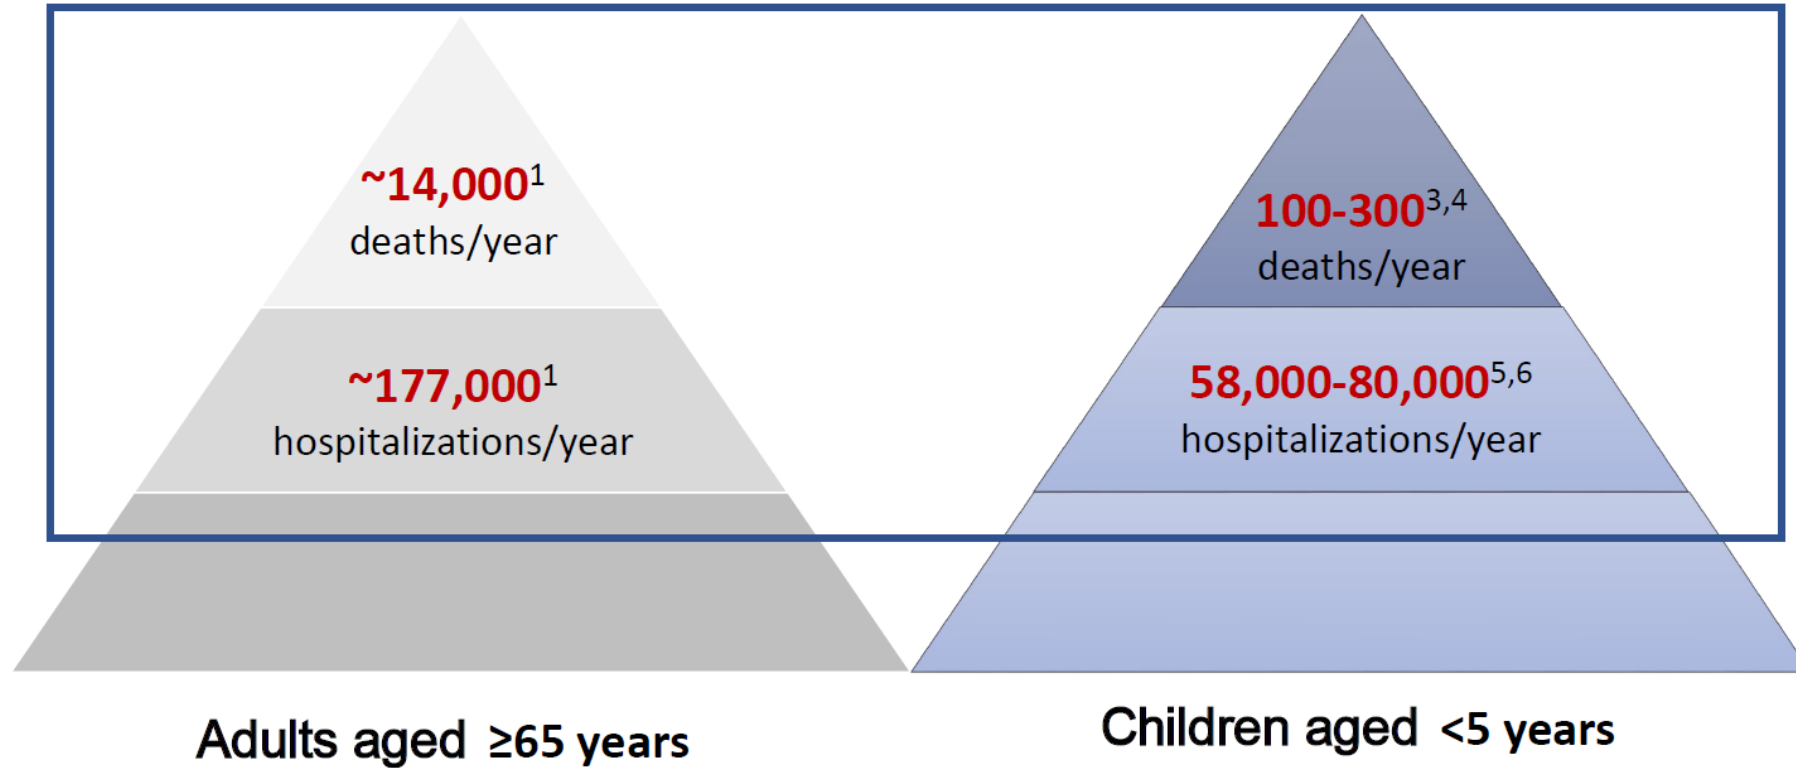 ~14,000¹
deaths/year
~177,000¹
hospitalizations/year
Adults aged ≥65 years
100-300³,⁴
deaths/year
58,000-80,000⁵,⁶
hospitalizations/year
Children aged <5 years